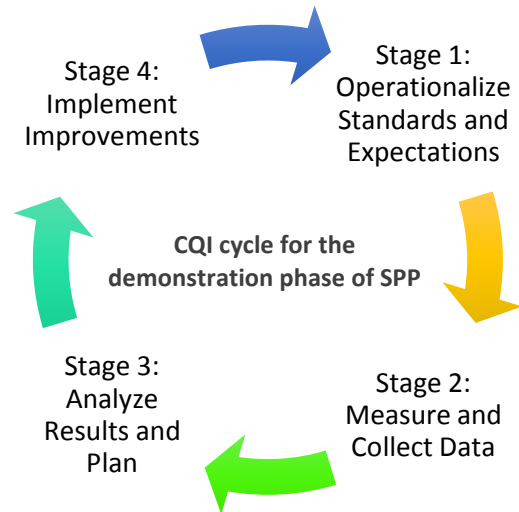 Stage 1:
Operationalize
Standards and
Expectations
Stage 2:
Measure and
Collect Data
Stage 3:
Analyze
Results and
Plan
Stage 4:
Implement
Improvements
CQI cycle for the
demonstration phase of SPP